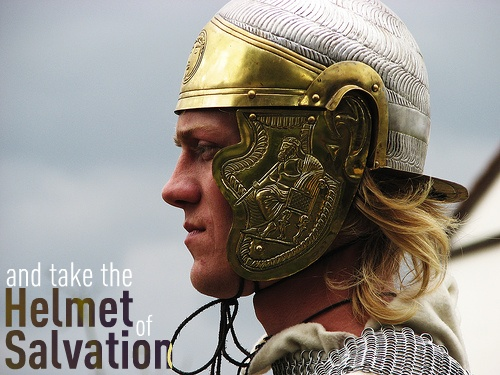 and take the
Helmet
of
Salvation